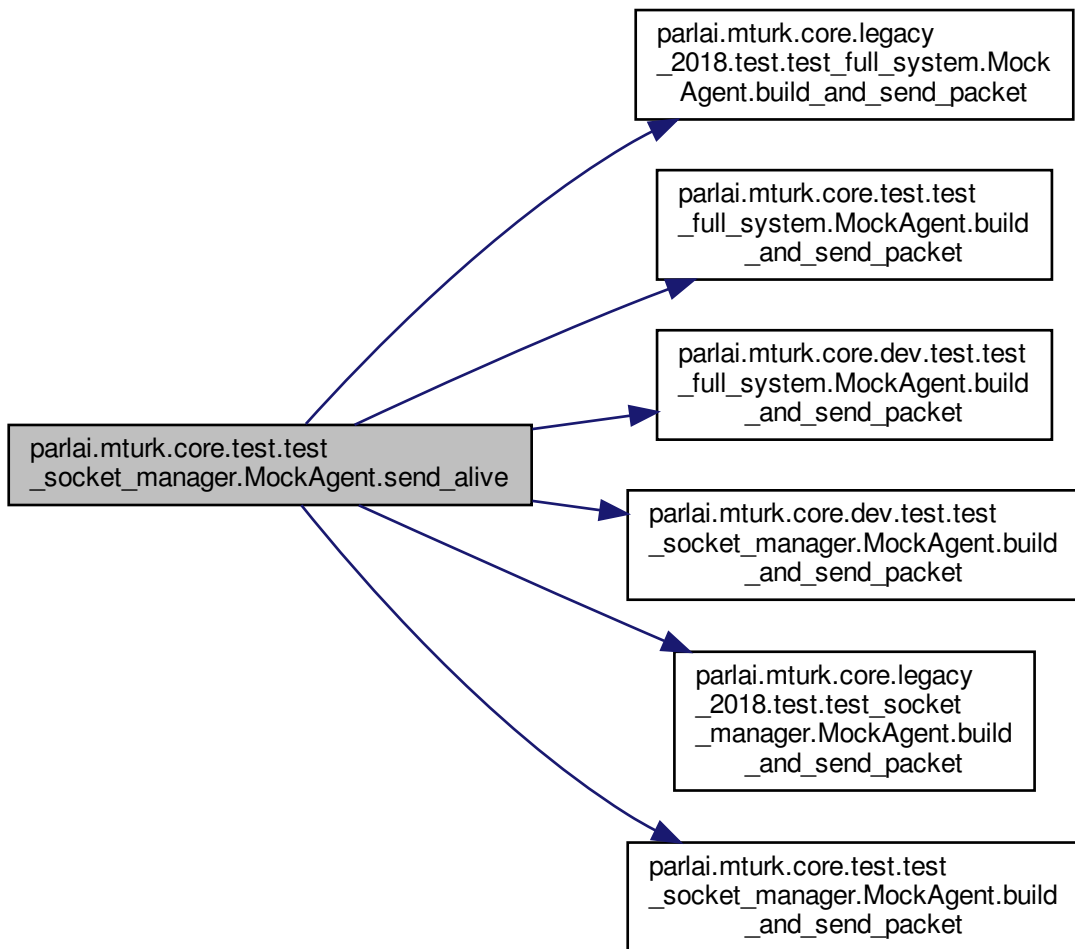 parlai.mturk.core.legacy
_2018.test.test_full_system.Mock
Agent.build_and_send_packet
parlai.mturk.core.test.test
_full_system.MockAgent.build
_and_send_packet
parlai.mturk.core.dev.test.test
_full_system.MockAgent.build
_and_send_packet
parlai.mturk.core.test.test
_socket_manager.MockAgent.send_alive
parlai.mturk.core.dev.test.test
_socket_manager.MockAgent.build
_and_send_packet
parlai.mturk.core.legacy
_2018.test.test_socket
_manager.MockAgent.build
_and_send_packet
parlai.mturk.core.test.test
_socket_manager.MockAgent.build
_and_send_packet